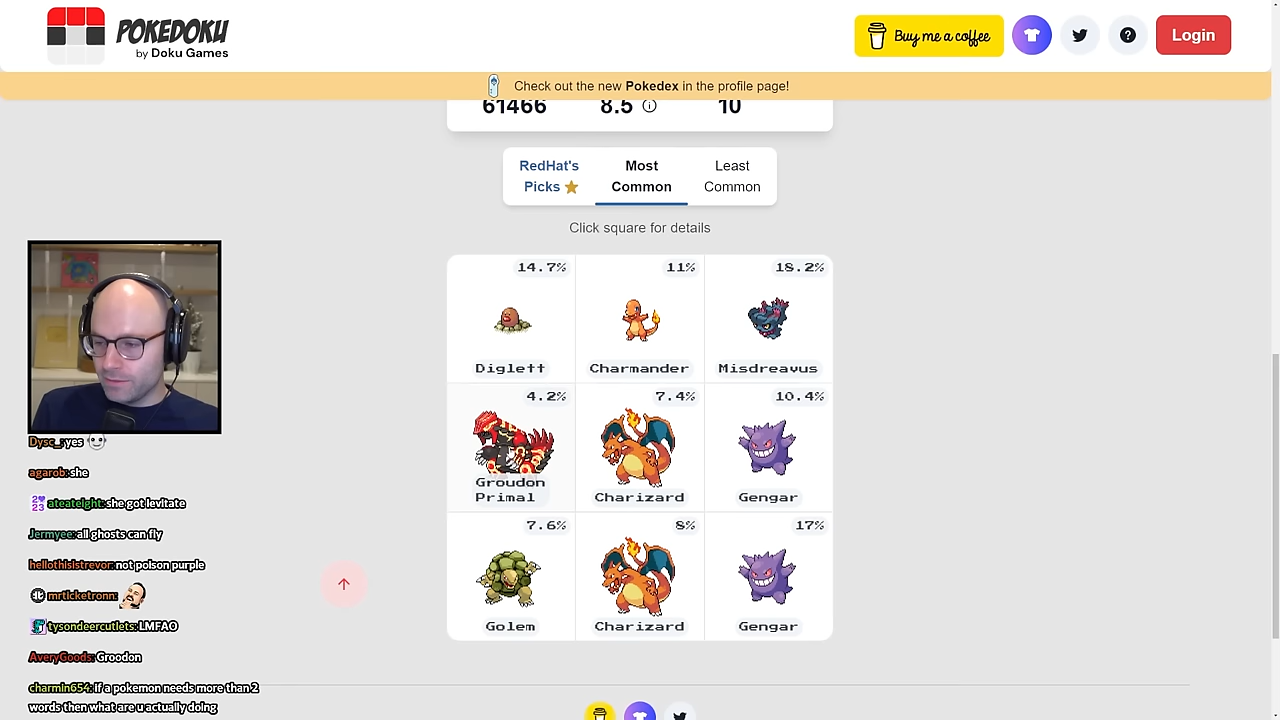 POKEDOKU
by Doku Games
Buy me a coffee
Login
Check out the new Pokedex in the profile page!
61466 8.5 10
RedHat's
Picks
Most
Common
Least
Common
Click square for details
14.7% 11% 18.2%
Diglett Charmander Misdreavus
4.2% 7.4% 10.4%
Groudon
Primal Charizard Gengar
7.6% 8% 17%
Golem Charizard Gengar
Dysc_: yes
agarob: she
ateateight: she got levitate
Jermyee: all ghosts can fly
hellothisistrevor: not poison purple
mrticketronn:
tysondeercutlets: LMFAO
AveryGoods: Groodon
charmin654: If a pokemon needs more than 2
words then what are u actually doing